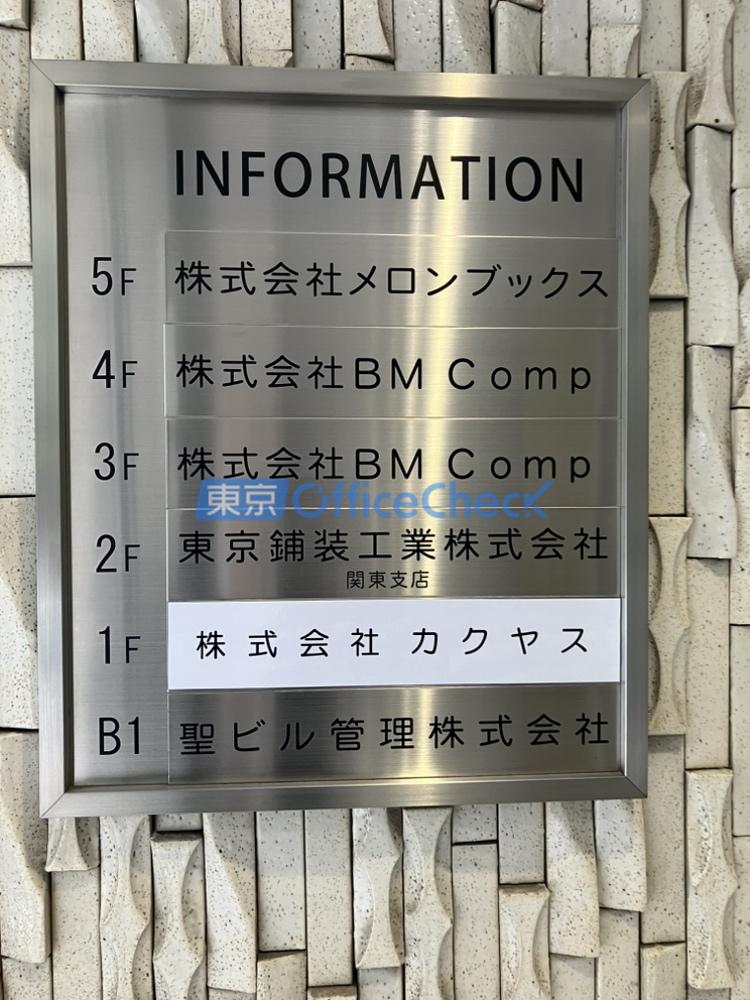 INFORMATION
5F 株式会社メロンブックス
4F 株式会社BM Comp
3F 株式会社BM Comp
東京 OfficeCheck
2F 東京鋪装工業株式会社
関東支店
1F 株式会社カクヤス
B1 聖ビル管理株式会社